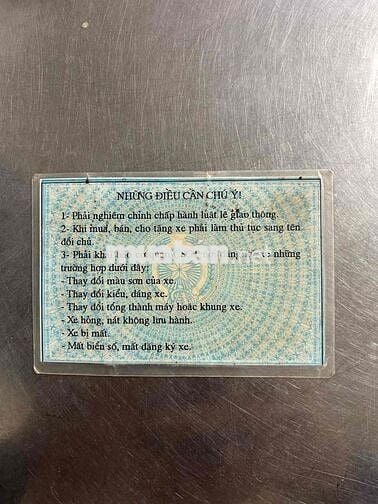 NHỮNG ĐIỀU CẦN CHÚ Ý!
1- Phải nghiêm chỉnh chấp hành luật lệ giao thông.
2- Khi mua, bán, cho tặng xe phải làm thủ tục sang tên
đổi chủ.
3- Phải những
trường hợp dưới đây:
- Thay đổi màu sơn của xe.
- Thay đổi kiểu, dáng xe.
- Thay đổi tổng thành máy hoặc khung xe.
- Xe hỏng, nát không lưu hành.
- Xe bị mất.
- Mất biển số, mất đăng ký xe.